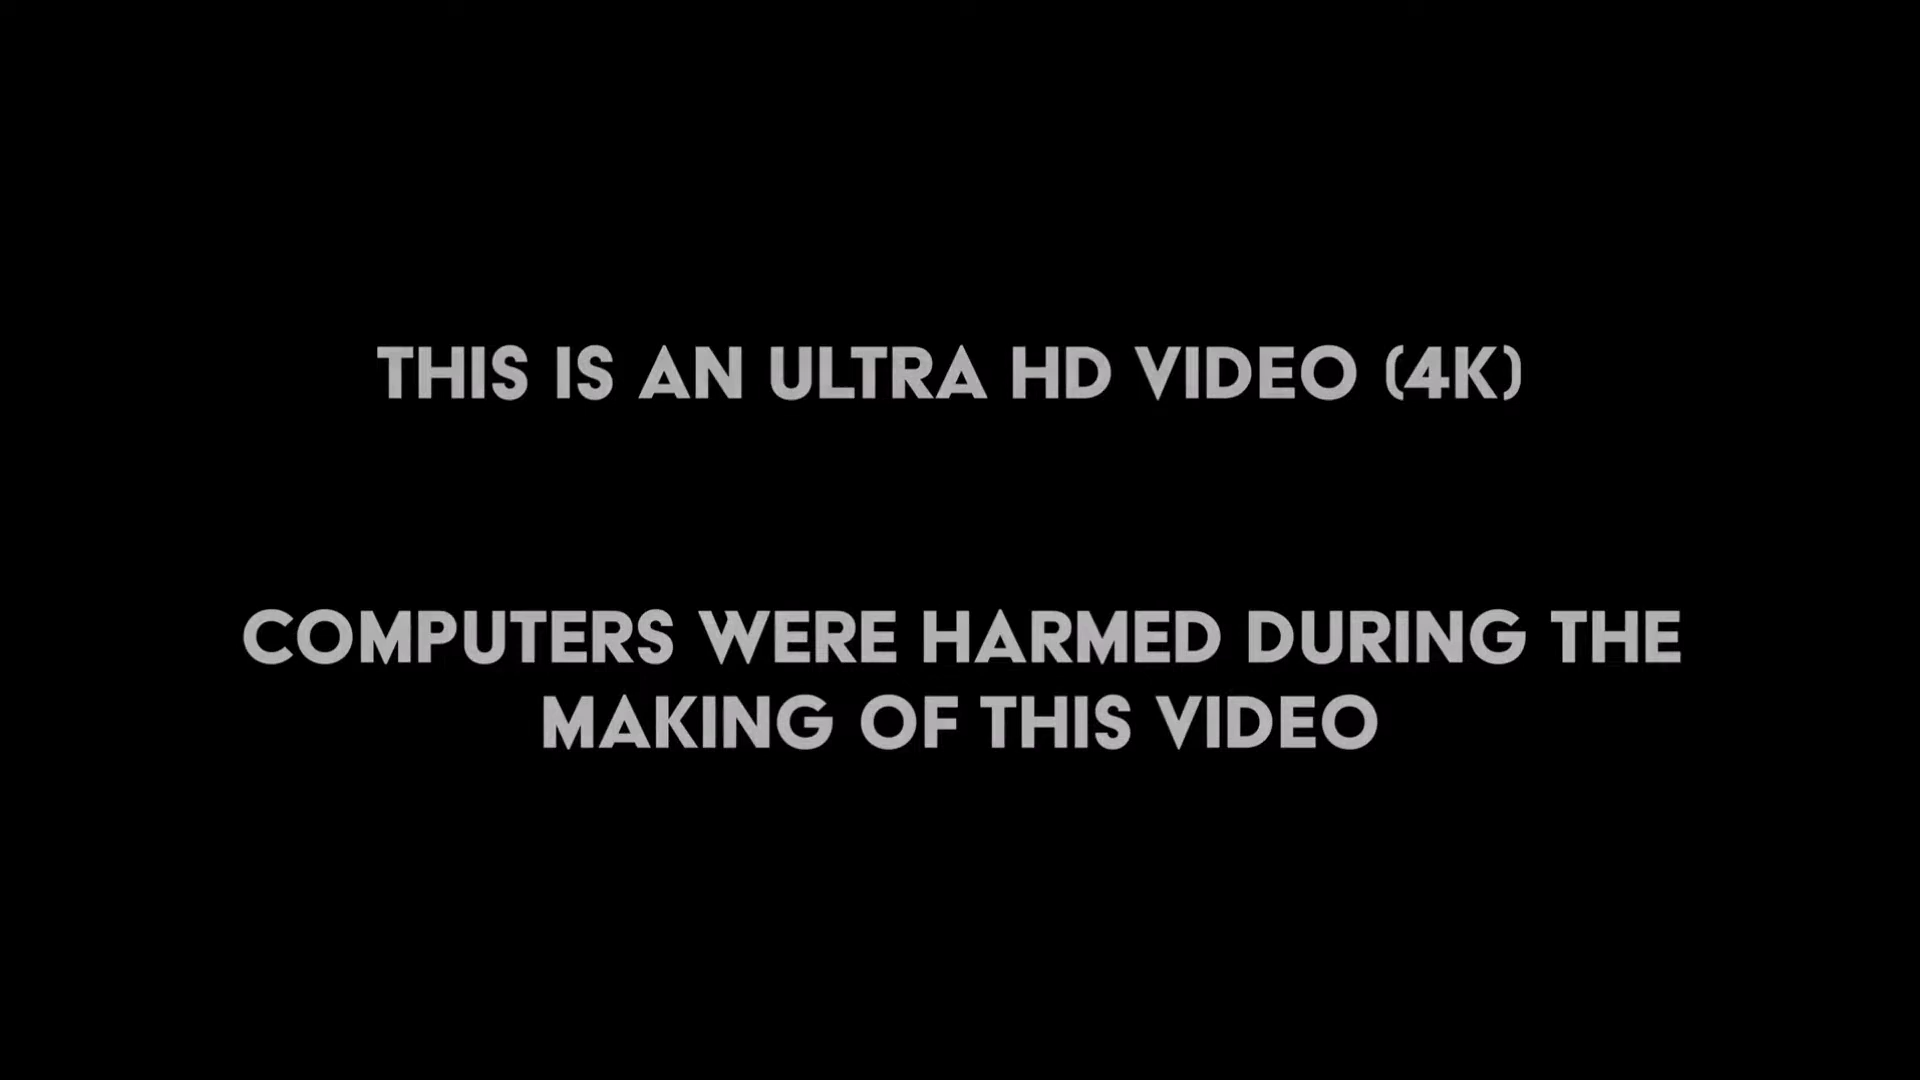 THIS IS AN ULTRA HD VIDEO (4K)
COMPUTERS WERE HARMED DURING THE
MAKING OF THIS VIDEO